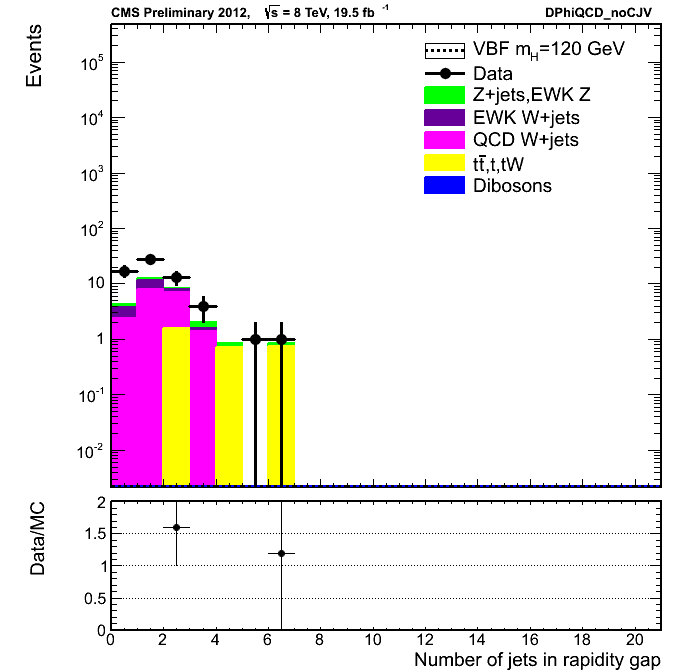 CMS Preliminary 2012, √s = 8 TeV, 19.5 fb⁻¹ DPhiQCD_noCJV
Events
10⁵
10⁴
10³
10²
10
1
10⁻¹
10⁻²
VBF m_H=120 GeV
Data
Z+jets,EWK Z
EWK W+jets
QCD W+jets
tt̄,t,tW
Dibosons
Data/MC
2
1.5
1
0.5
0
0 2 4 6 8 10 12 14 16 18 20
Number of jets in rapidity gap